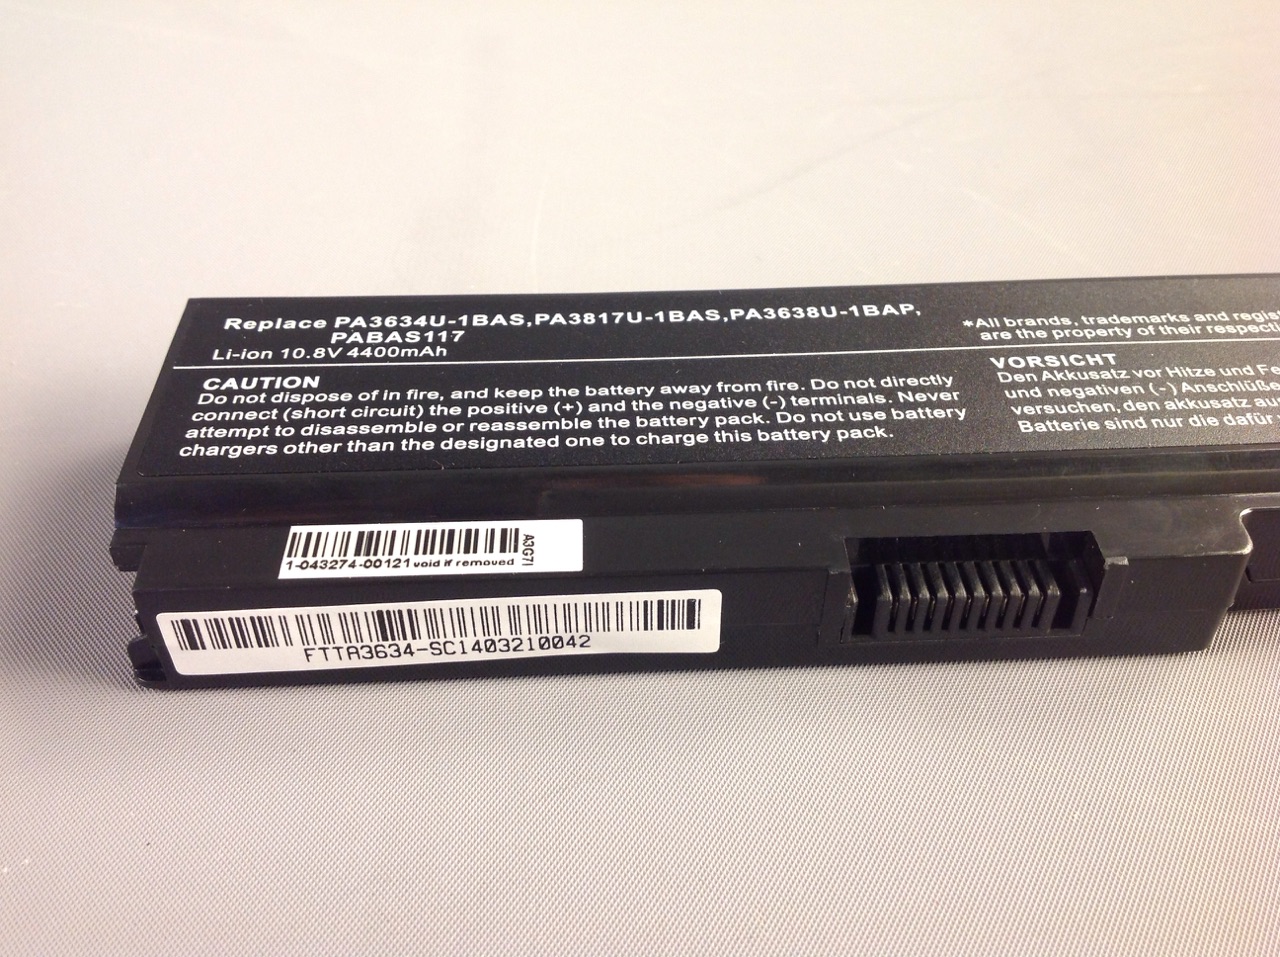 Replace PA3634U-1BAS,PA3817U-1BAS,PA3638U-1BAP,
PABAS117
Li-ion 10.8V 4400mAh
*All brands, trademarks and regist
are the property of their respecti
CAUTION
Do not dispose of in fire, and keep the battery away from fire. Do not directly
connect (short circuit) the positive (+) and the negative (-) terminals. Never
attempt to disassemble or reassemble the battery pack. Do not use battery
chargers other than the designated one to charge this battery pack.
VORSICHT
Den Akkusatz vor Hitze und Fe
und negativen (-) Anschlüße
versuchen, den akkusatz au
Batterie sind nur die dafür
1-043274-00121 void if removed
A3G7I
FTTA3634-SC1403210042